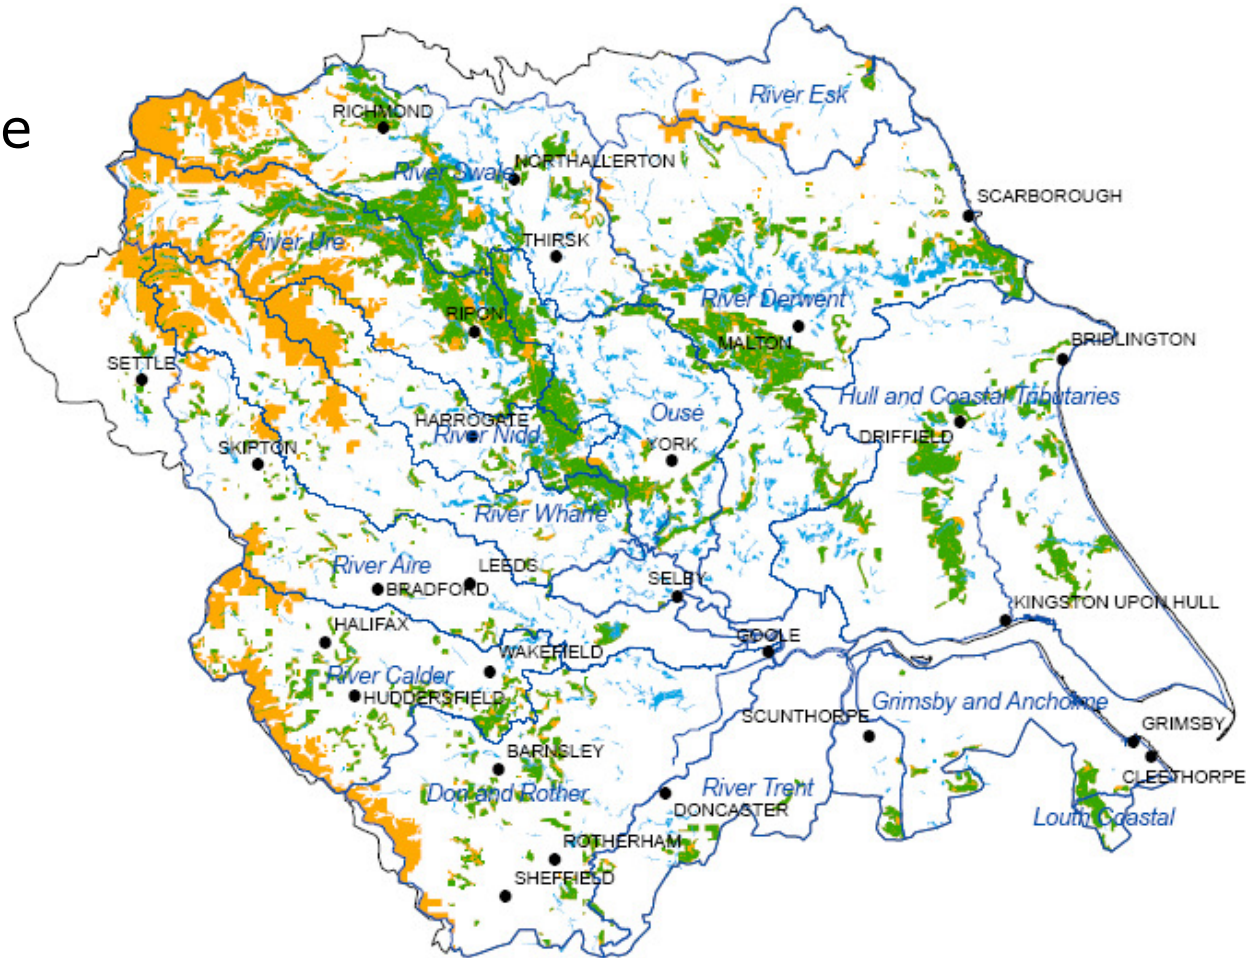 River Esk
e
RICHMOND
River Swale
NORTHALLERTON
SCARBOROUGH
River Ure
THIRSK
River Derwent
RIPON
MALTON
BRIDLINGTON
SETTLE
Hull and Coastal Tributaries
Ouse
HARROGATE
River Nidd
DRIFFIELD
SKIPTON
YORK
River Wharfe
River Aire
LEEDS
BRADFORD
SELBY
KINGSTON UPON HULL
HALIFAX
GOOLE
WAKEFIELD
River Calder
HUDDERSFIELD
Grimsby and Ancholme
SCUNTHORPE
GRIMSBY
BARNSLEY
CLEETHORPE
River Trent
Don and Rother
DONCASTER
Louth Coastal
ROTHERHAM
SHEFFIELD